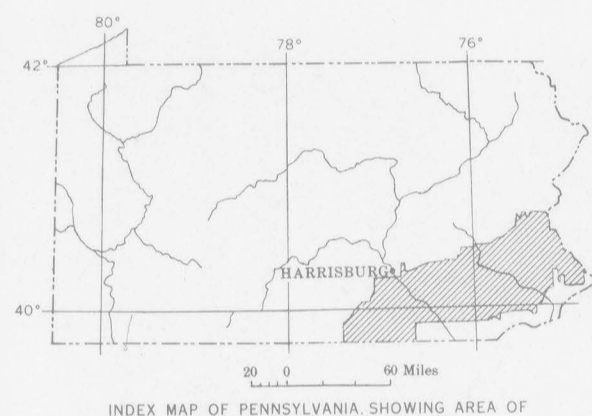 80° 78° 76°
42°
HARRISBURG
40°
20 0 60 Miles
INDEX MAP OF PENNSYLVANIA, SHOWING AREA OF